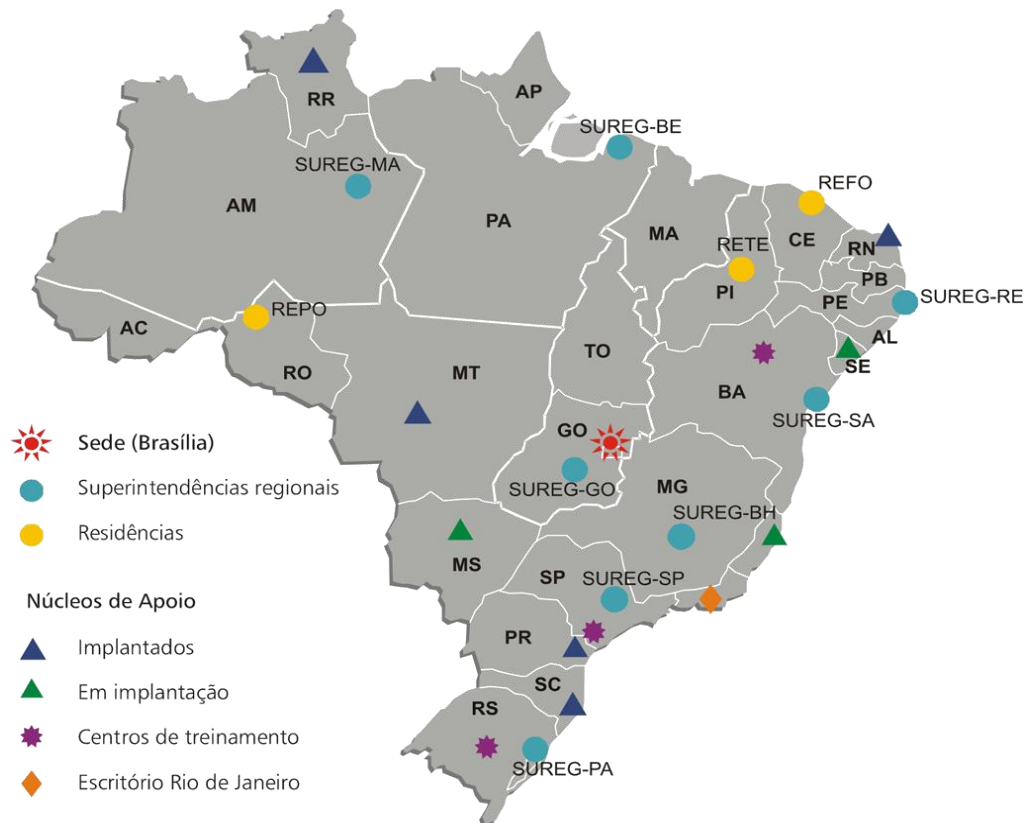 RR
AP
SUREG-BE
SUREG-MA
REFO
AM
PA
MA
CE
RN
RETE
PB
PI
PE
SUREG-RE
REPO
AC
AL
TO
SE
RO
MT
BA
SUREG-SA
GO
SUREG-GO
MG
SUREG-BH
MS
SP
SUREG-SP
PR
SC
RS
SUREG-PA
Sede (Brasília)
Superintendências regionais
Residências
Núcleos de Apoio
Implantados
Em implantação
Centros de treinamento
Escritório Rio de Janeiro